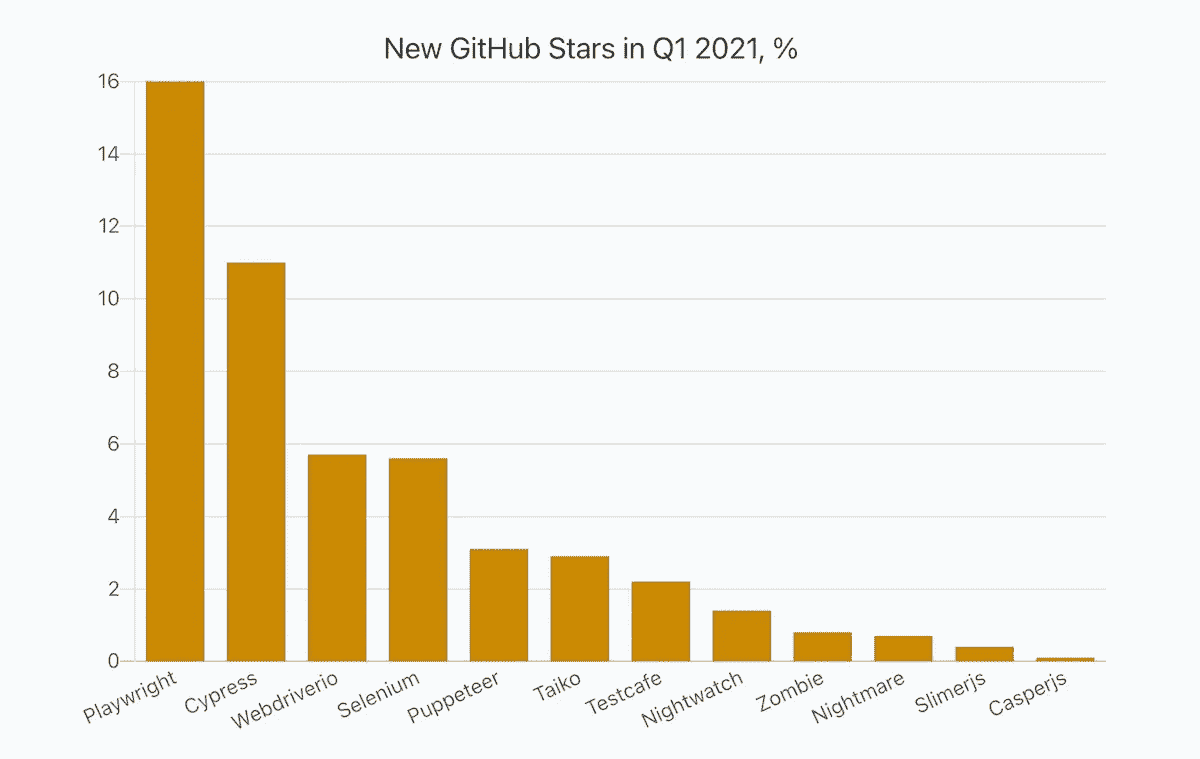 New GitHub Stars in Q1 2021, %
16
14
12
10
8
6
4
2
0
Playwright
Cypress
Webdriverio
Selenium
Puppeteer
Taiko
Testcafe
Nightwatch
Zombie
Nightmare
Slimerjs
Casperjs